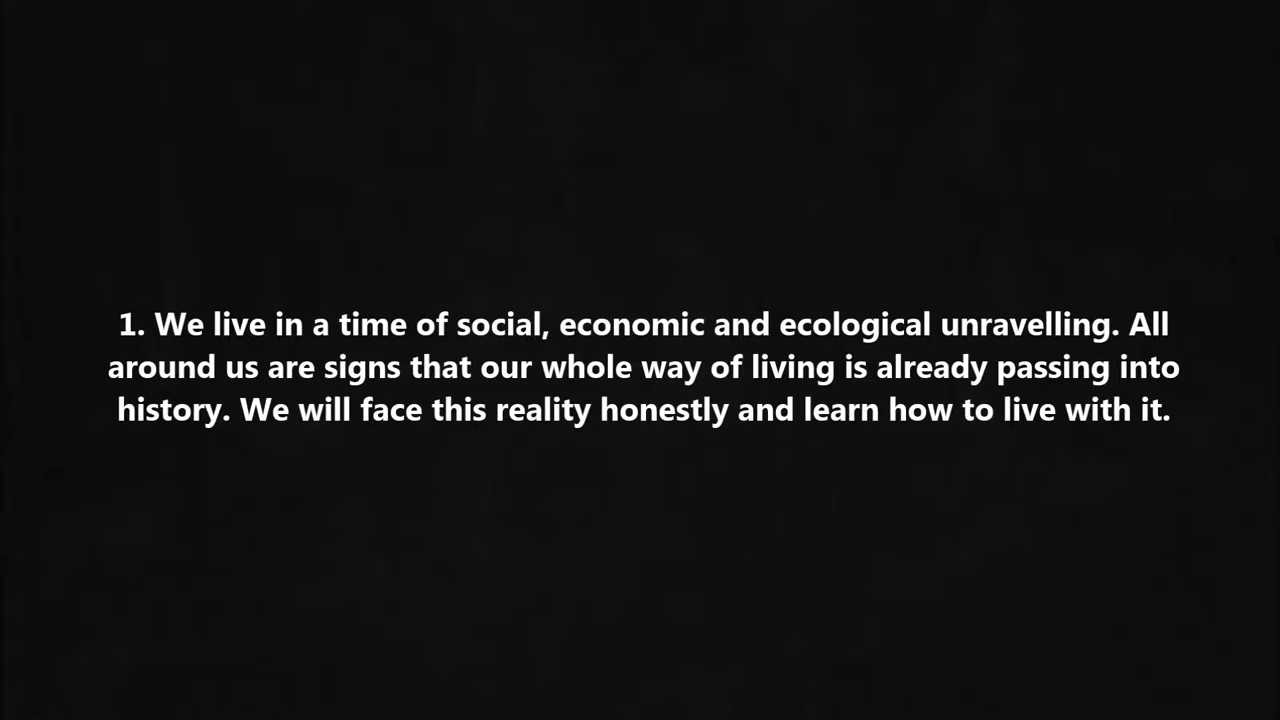 1. We live in a time of social, economic and ecological unravelling. All
around us are signs that our whole way of living is already passing into
history. We will face this reality honestly and learn how to live with it.